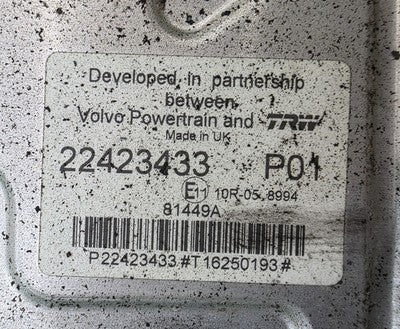 Developed in partnership
between
Volvo Powertrain and TRW
Made in UK
22423433 P01
E11 10R-05 8994
81449A
P22423433#T16250193#